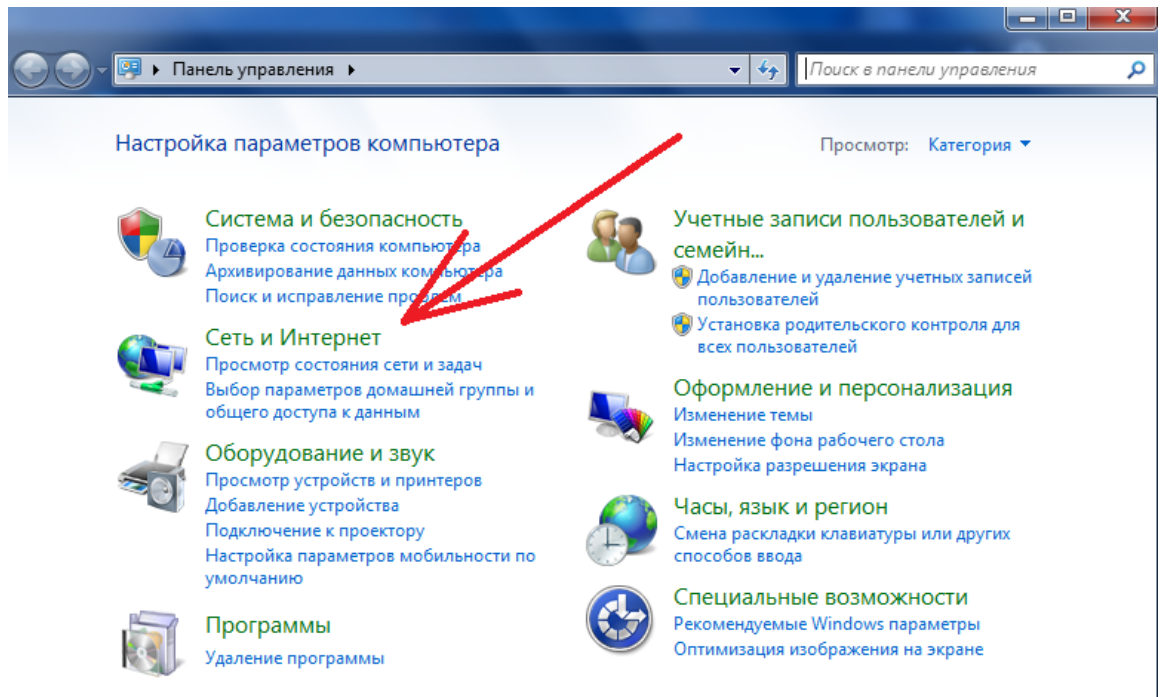 Панель управления
Поиск в панели управления
Настройка параметров компьютера
Просмотр: Категория
Система и безопасность
Проверка состояния компьютера
Архивирование данных компьютера
Поиск и исправление проблем
Сеть и Интернет
Просмотр состояния сети и задач
Выбор параметров домашней группы и
общего доступа к данным
Оборудование и звук
Просмотр устройств и принтеров
Добавление устройства
Подключение к проектору
Настройка параметров мобильности по
умолчанию
Программы
Удаление программы
Учетные записи пользователей и
семейн...
Добавление и удаление учетных записей
пользователей
Установка родительского контроля для
всех пользователей
Оформление и персонализация
Изменение темы
Изменение фона рабочего стола
Настройка разрешения экрана
Часы, язык и регион
Смена раскладки клавиатуры или других
способов ввода
Специальные возможности
Рекомендуемые Windows параметры
Оптимизация изображения на экране